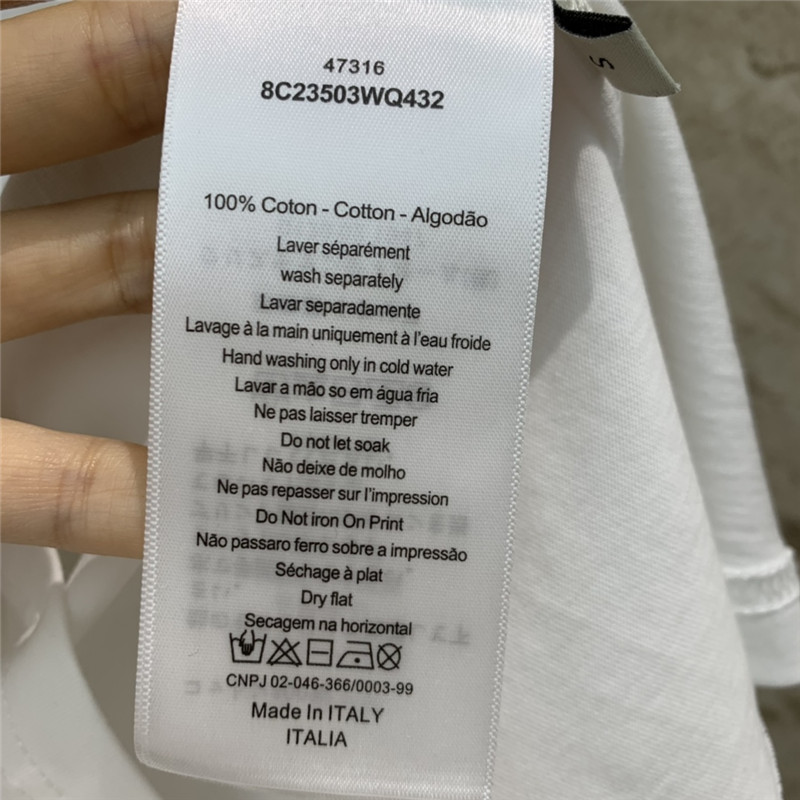 47316
8C23503WQ432
S
100% Coton - Cotton - Algodão
Laver séparément
wash separately
Lavar separadamente
Lavage à la main uniquement à l'eau froide
Hand washing only in cold water
Lavar a mão so em água fria
Ne pas laisser tremper
Do not let soak
Não deixe de molho
Ne pas repasser sur l'impression
Do Not iron On Print
Não passaro ferro sobre a impressão
Séchage à plat
Dry flat
Secagem na horizontal
CNPJ 02-046-366/0003-99
Made In ITALY
ITALIA